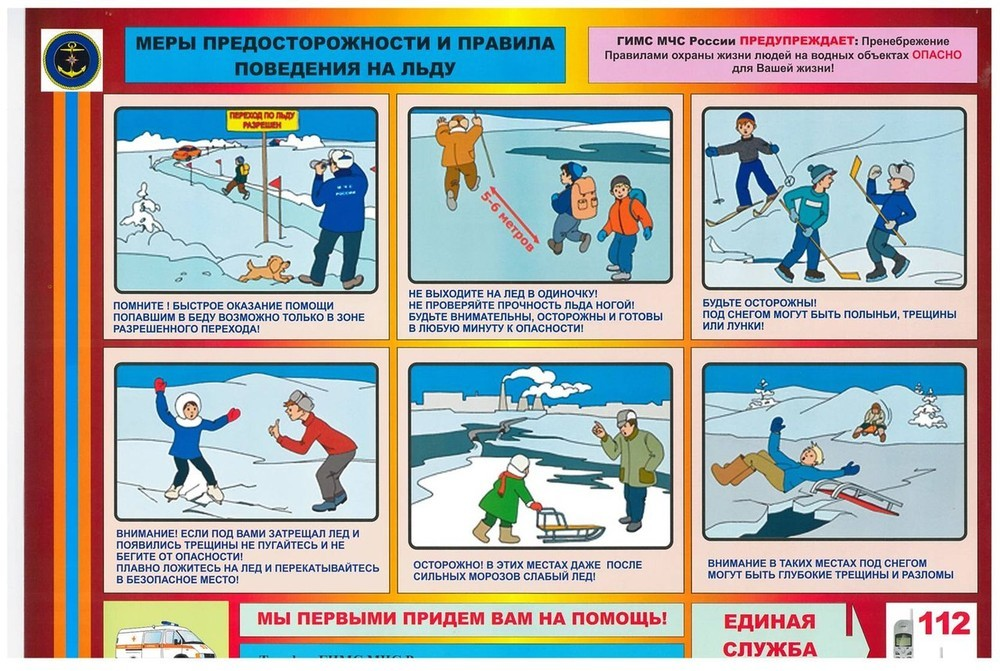 МЕРЫ ПРЕДОСТОРОЖНОСТИ И ПРАВИЛА
ПОВЕДЕНИЯ НА ЛЬДУ
ГИМС МЧС России ПРЕДУПРЕЖДАЕТ: Пренебрежение
Правилами охраны жизни людей на водных объектах ОПАСНО
для Вашей жизни!
ПЕРЕХОД ПО ЛЬДУ
РАЗРЕШЕН
МЧС
РОССИИ
ПОМНИТЕ ! БЫСТРОЕ ОКАЗАНИЕ ПОМОЩИ
ПОПАВШИМ В БЕДУ ВОЗМОЖНО ТОЛЬКО В ЗОНЕ
РАЗРЕШЕННОГО ПЕРЕХОДА!
5-6 метров
НЕ ВЫХОДИТЕ НА ЛЕД В ОДИНОЧКУ!
НЕ ПРОВЕРЯЙТЕ ПРОЧНОСТЬ ЛЬДА НОГОЙ!
БУДЬТЕ ВНИМАТЕЛЬНЫ, ОСТОРОЖНЫ И ГОТОВЫ
В ЛЮБУЮ МИНУТУ К ОПАСНОСТИ!
БУДЬТЕ ОСТОРОЖНЫ!
ПОД СНЕГОМ МОГУТ БЫТЬ ПОЛЫНЬИ, ТРЕЩИНЫ
ИЛИ ЛУНКИ!
ВНИМАНИЕ! ЕСЛИ ПОД ВАМИ ЗАТРЕЩАЛ ЛЕД И
ПОЯВИЛИСЬ ТРЕЩИНЫ НЕ ПУГАЙТЕСЬ И НЕ
БЕГИТЕ ОТ ОПАСНОСТИ!
ПЛАВНО ЛОЖИТЕСЬ НА ЛЕД И ПЕРЕКАТЫВАЙТЕСЬ
В БЕЗОПАСНОЕ МЕСТО!
ОСТОРОЖНО! В ЭТИХ МЕСТАХ ДАЖЕ ПОСЛЕ
СИЛЬНЫХ МОРОЗОВ СЛАБЫЙ ЛЕД!
ВНИМАНИЕ В ТАКИХ МЕСТАХ ПОД СНЕГОМ
МОГУТ БЫТЬ ГЛУБОКИЕ ТРЕЩИНЫ И РАЗЛОМЫ
МЫ ПЕРВЫМИ ПРИДЕМ ВАМ НА ПОМОЩЬ!
ЕДИНАЯ
СЛУЖБА
112